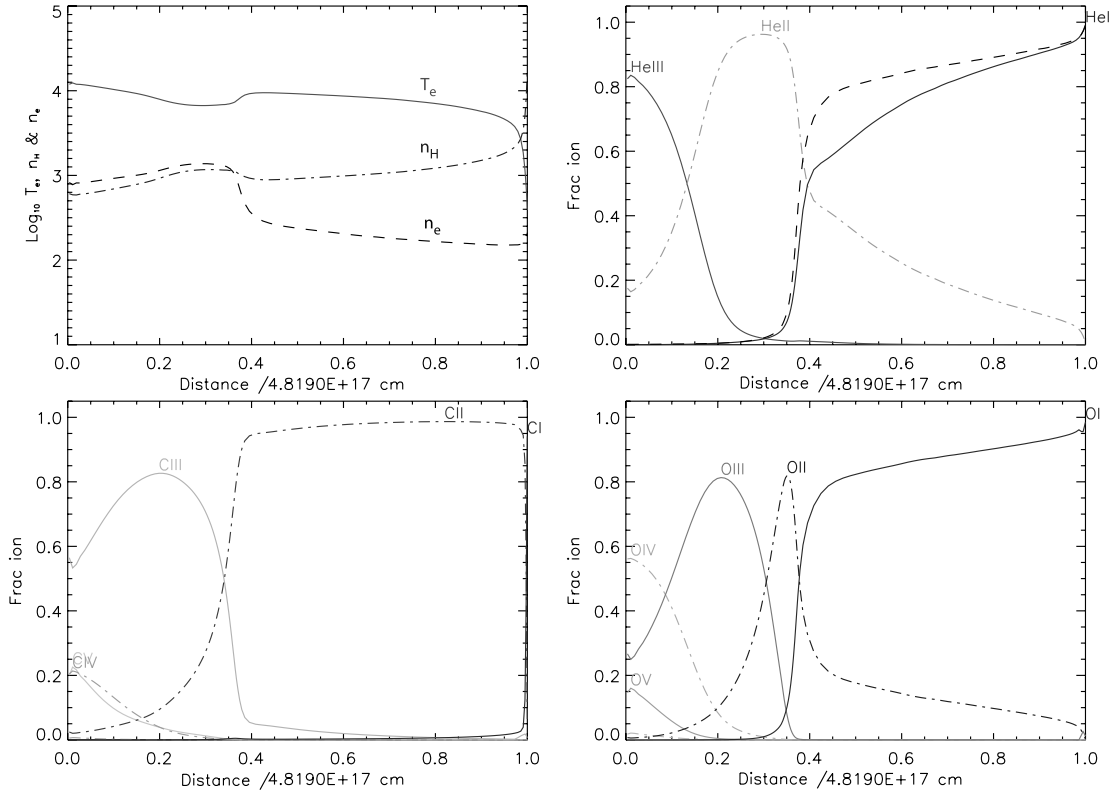 5
4
3
2
1
Log₁₀ Tₑ, n_H & nₑ
Tₑ
n_H
nₑ
0.0 0.2 0.4 0.6 0.8 1.0
Distance /4.8190E+17 cm
1.0
0.8
0.6
0.4
0.2
0.0
Frac ion
HeIII
HeII
HeI
0.0 0.2 0.4 0.6 0.8 1.0
Distance /4.8190E+17 cm
1.0
0.8
0.6
0.4
0.2
0.0
Frac ion
CIII
CII
CI
CV
CIV
0.0 0.2 0.4 0.6 0.8 1.0
Distance /4.8190E+17 cm
1.0
0.8
0.6
0.4
0.2
0.0
Frac ion
OIV
OV
OIII
OII
OI
0.0 0.2 0.4 0.6 0.8 1.0
Distance /4.8190E+17 cm